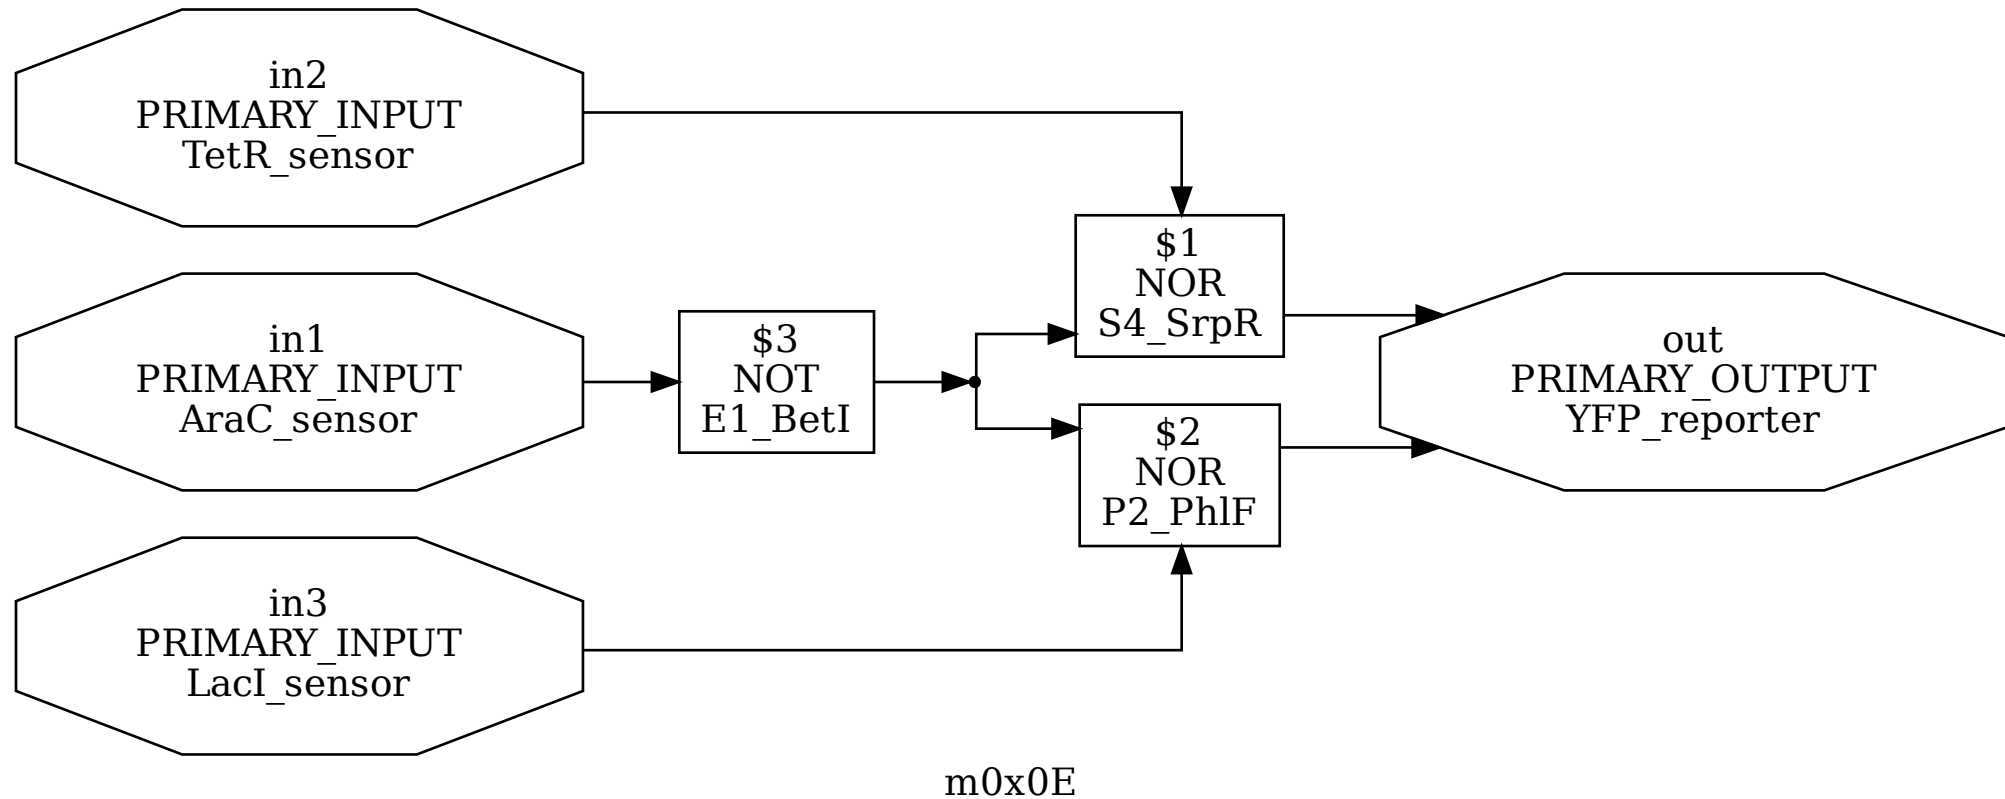 in2
PRIMARY_INPUT
TetR_sensor
in1
PRIMARY_INPUT
AraC_sensor
in3
PRIMARY_INPUT
LacI_sensor
$3
NOT
E1_BetI
$1
NOR
S4_SrpR
$2
NOR
P2_PhlF
out
PRIMARY_OUTPUT
YFP_reporter
m0x0E